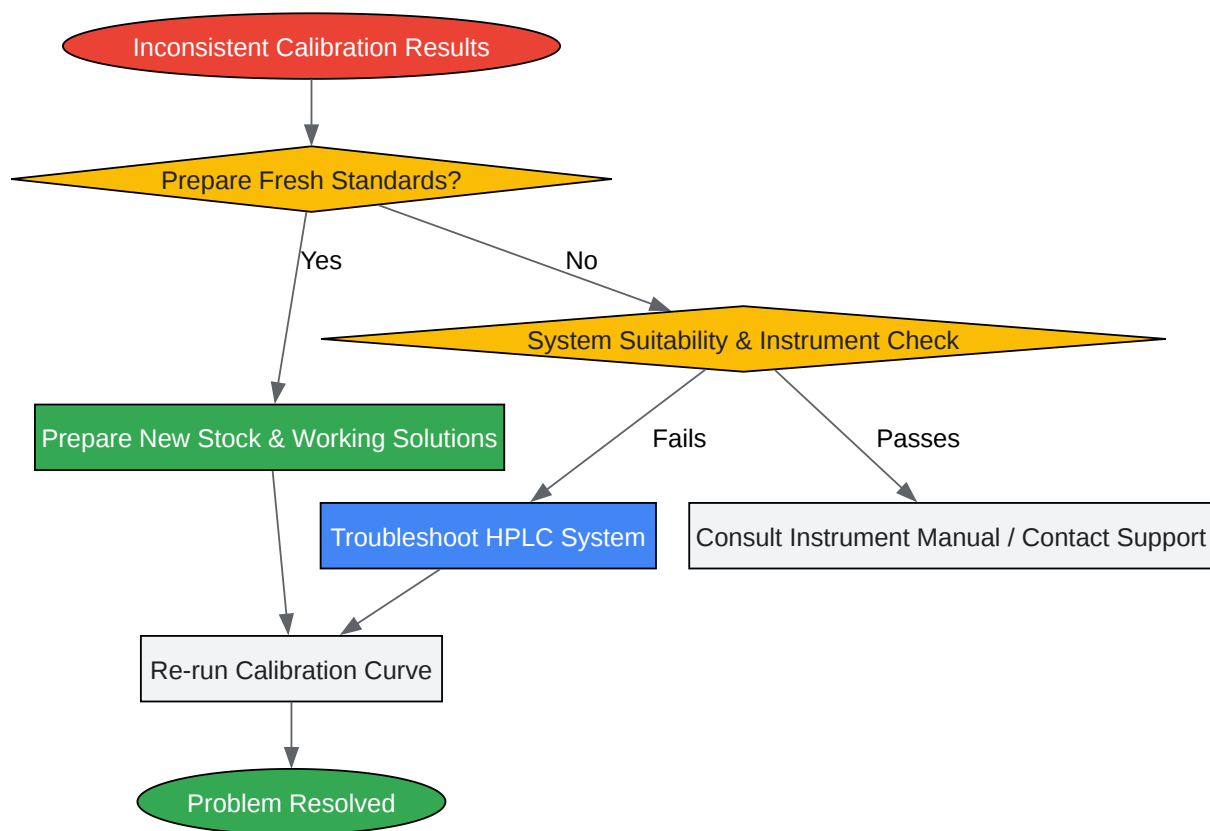 Inconsistent Calibration Results
Prepare Fresh Standards?
Yes
No
System Suitability & Instrument Check
Prepare New Stock & Working Solutions
Fails
Passes
Troubleshoot HPLC System
Consult Instrument Manual / Contact Support
Re-run Calibration Curve
Problem Resolved